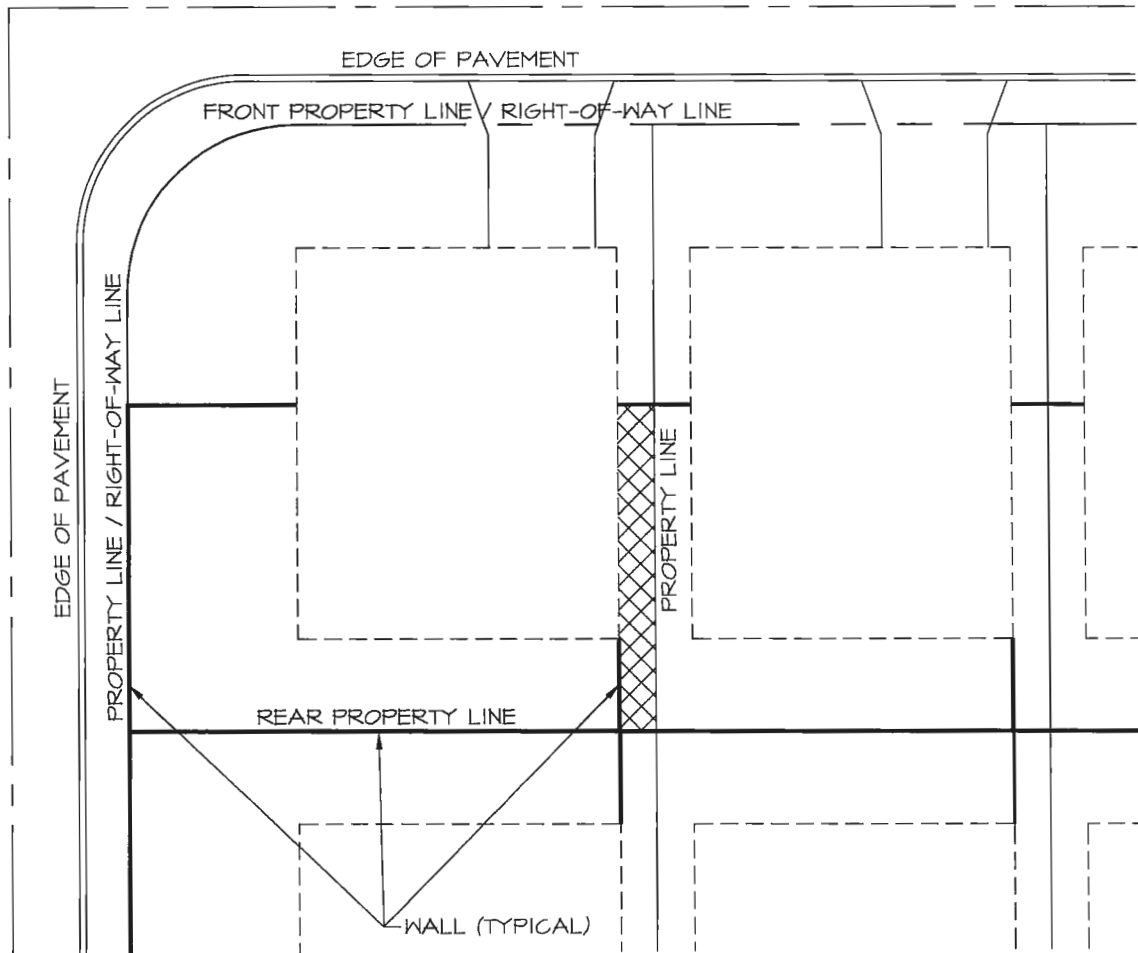 EDGE OF PAVEMENT
FRONT PROPERTY LINE / RIGHT-OF-WAY LINE
PROPERTY LINE / RIGHT-OF-WAY LINE
EDGE OF PAVEMENT
PROPERTY LINE
REAR PROPERTY LINE
WALL (TYPICAL)